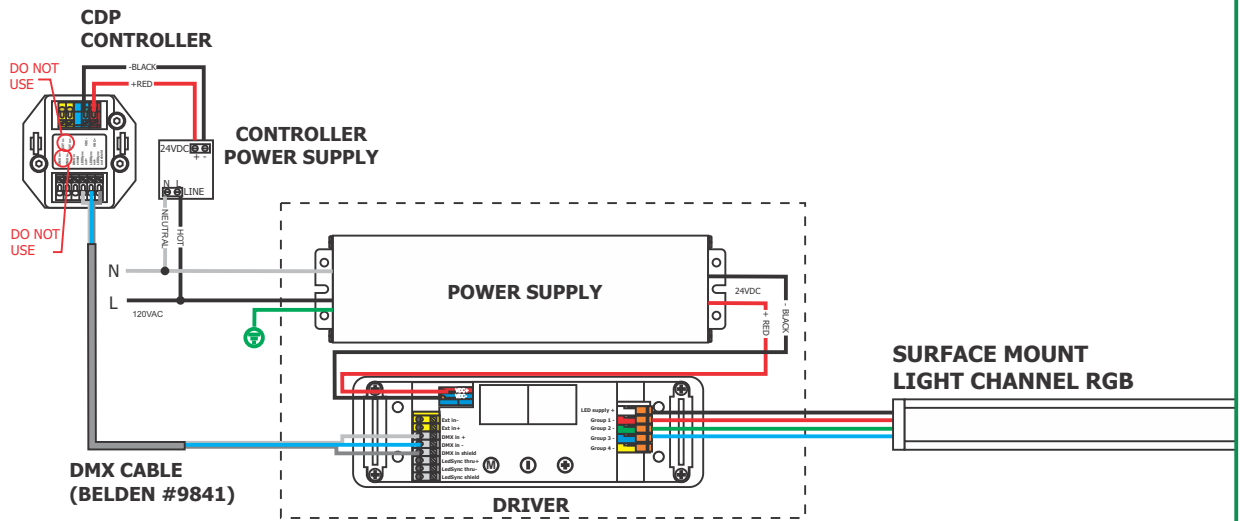 CDP
CONTROLLER
DO NOT
USE
-BLACK
+RED
CONTROLLER
POWER SUPPLY
24VDC
+ -
N L
LINE
NEUTRAL
HOT
DO NOT
USE
N
L
120VAC
POWER SUPPLY
24VDC
- BLACK
+ RED
SURFACE MOUNT
LIGHT CHANNEL RGB
Ext in-
Ext in+
DMX in +
DMX in -
DMX in shield
LedSync thru+
LedSync thru-
LedSync shield
M
LED supply +
Group 1 -
Group 2 -
Group 3 -
Group 4 -
DMX CABLE
(BELDEN #9841)
DRIVER